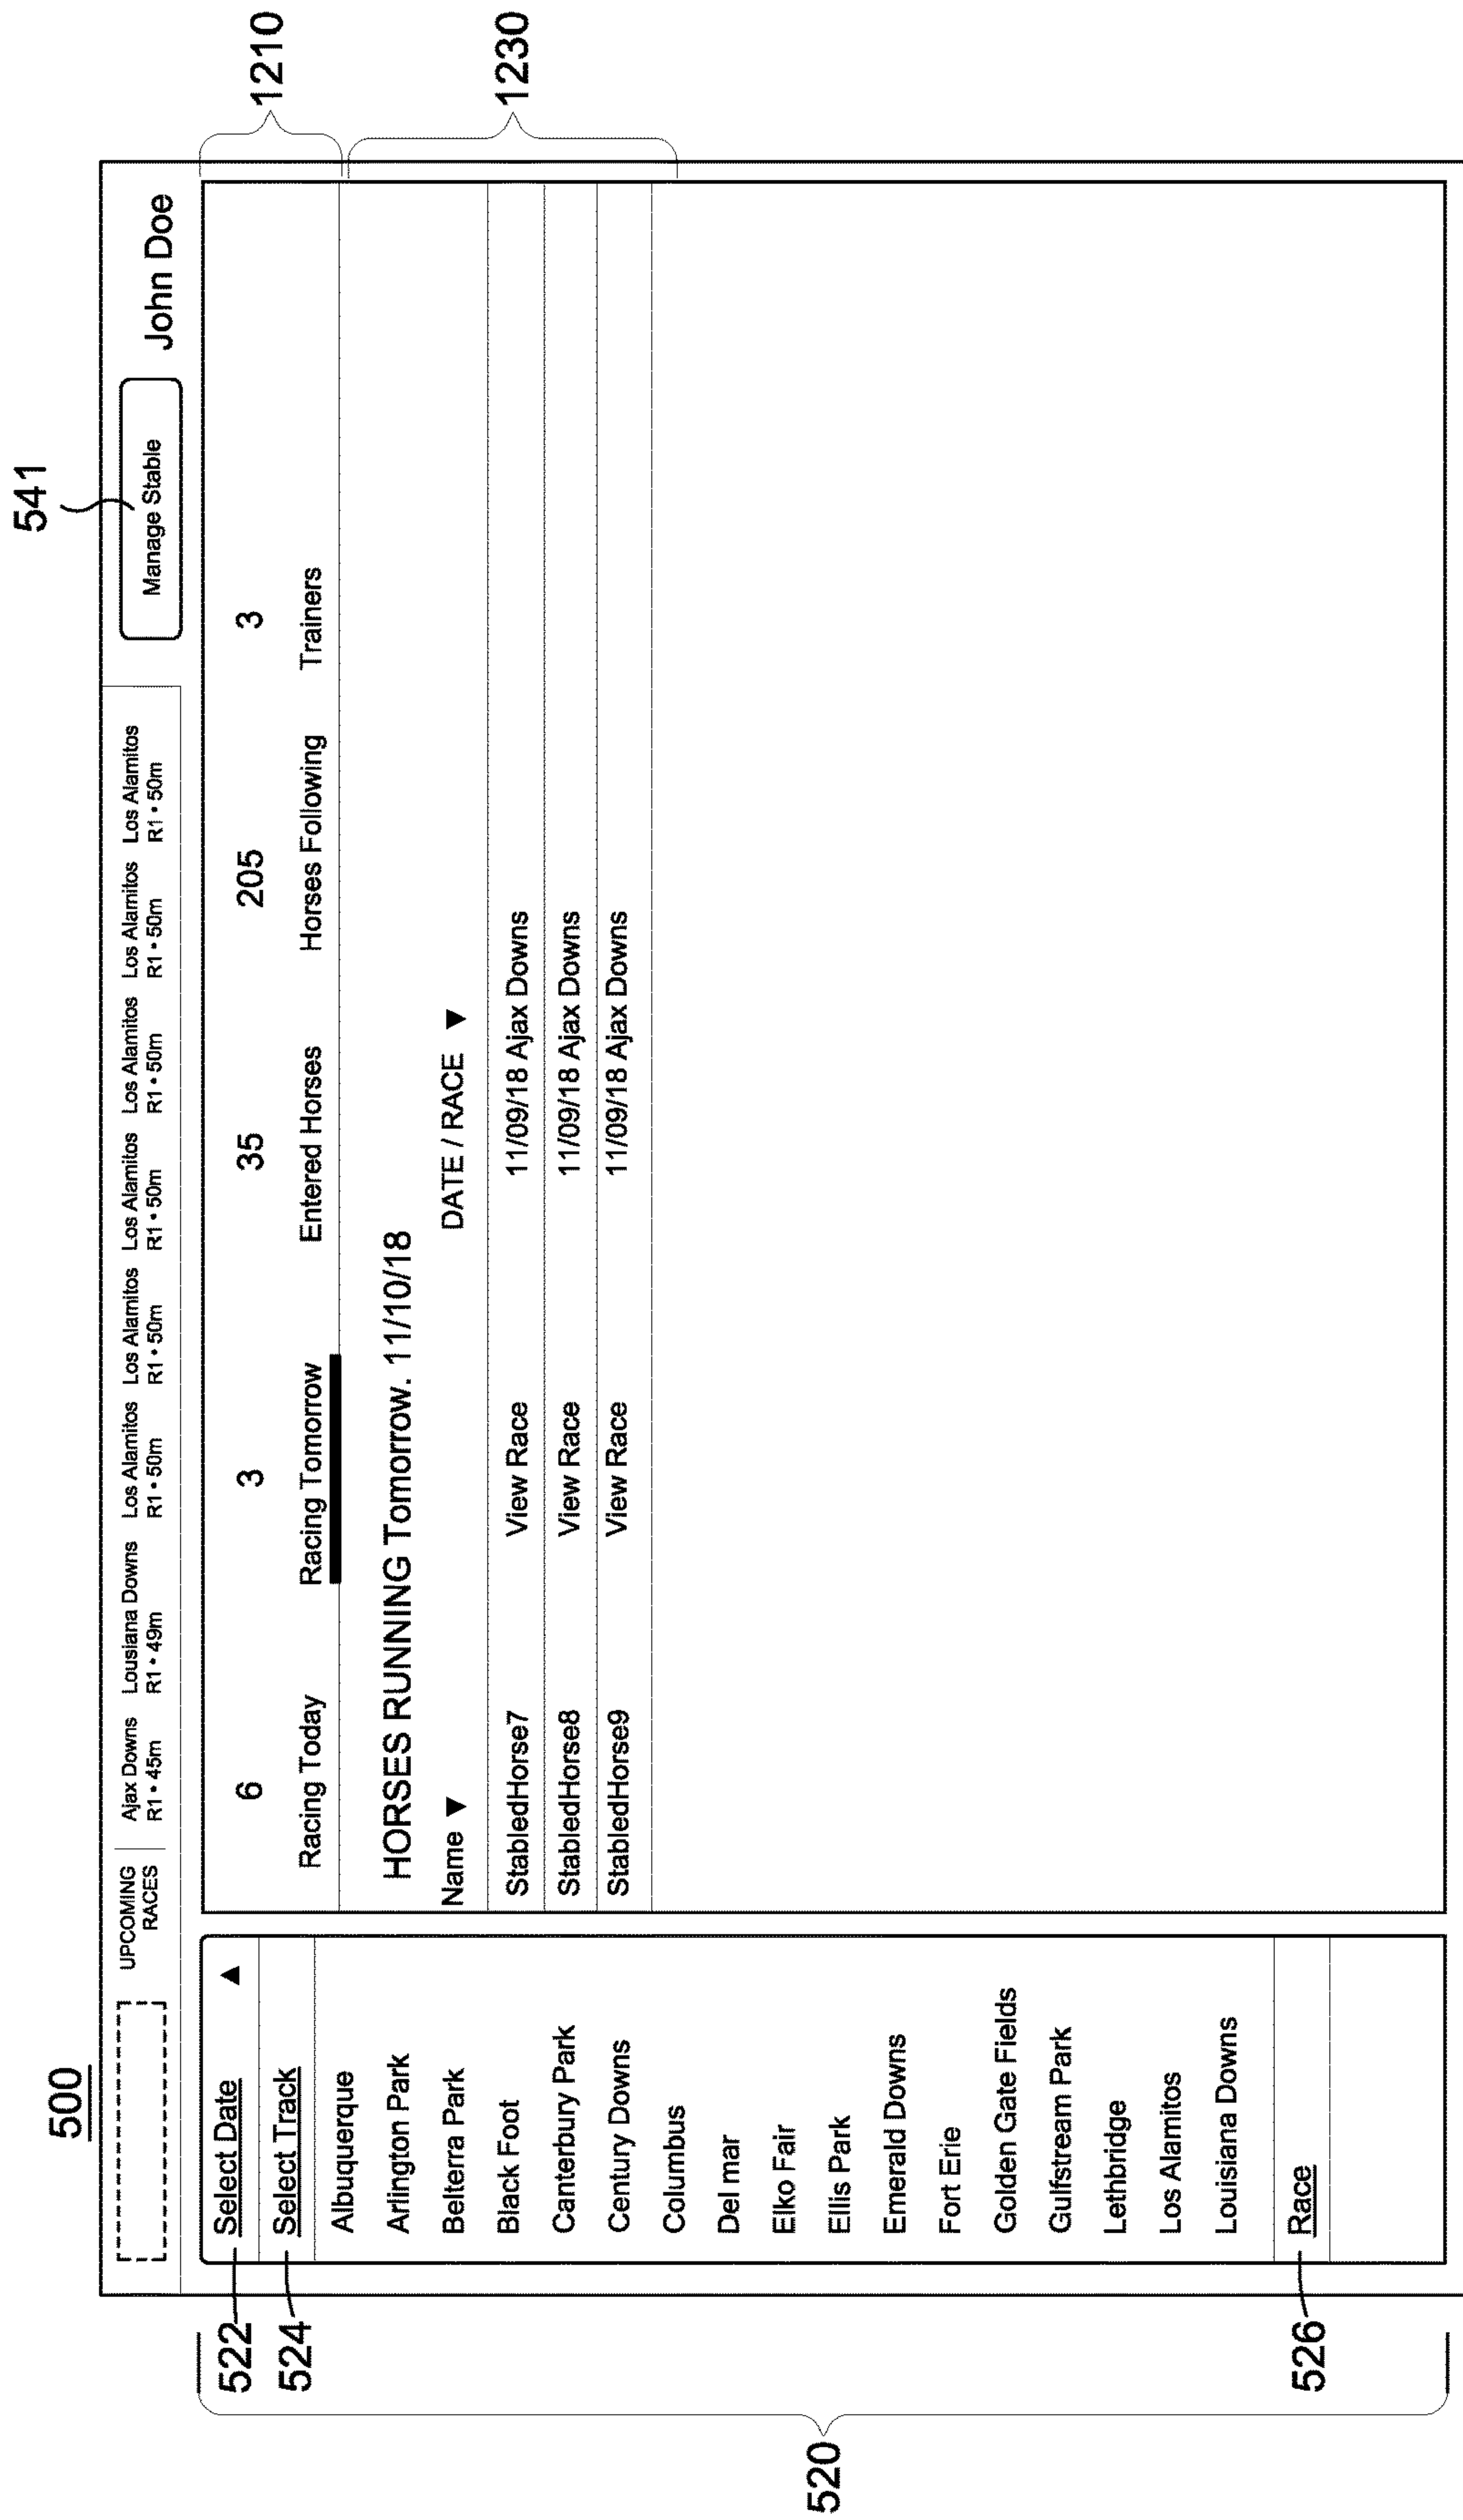 500
541
UPCOMING
RACES
Ajax Downs
R1 • 45m
Lousiana Downs
R1 • 49m
Los Alamitos
R1 • 50m
Los Alamitos
R1 • 50m
Los Alamitos
R1 • 50m
Los Alamitos
R1 • 50m
Los Alamitos
R1 • 50m
Los Alamitos
R1 • 50m
Manage Stable
John Doe
522
Select Date ▲
524
Select Track
Albuquerque
Arlington Park
Belterra Park
Black Foot
Canterbury Park
Century Downs
Columbus
Del mar
Elko Fair
Ellis Park
Emerald Downs
Fort Erie
Golden Gate Fields
Gulfstream Park
Lethbridge
Los Alamitos
Louisiana Downs
526
Race
520
6 3 35 205 3
Racing Today Racing Tomorrow Entered Horses Horses Following Trainers
1210
HORSES RUNNING Tomorrow. 11/10/18
Name ▼ DATE / RACE ▼
StabledHorse7 View Race 11/09/18 Ajax Downs
StabledHorse8 View Race 11/09/18 Ajax Downs
StabledHorse9 View Race 11/09/18 Ajax Downs
1230